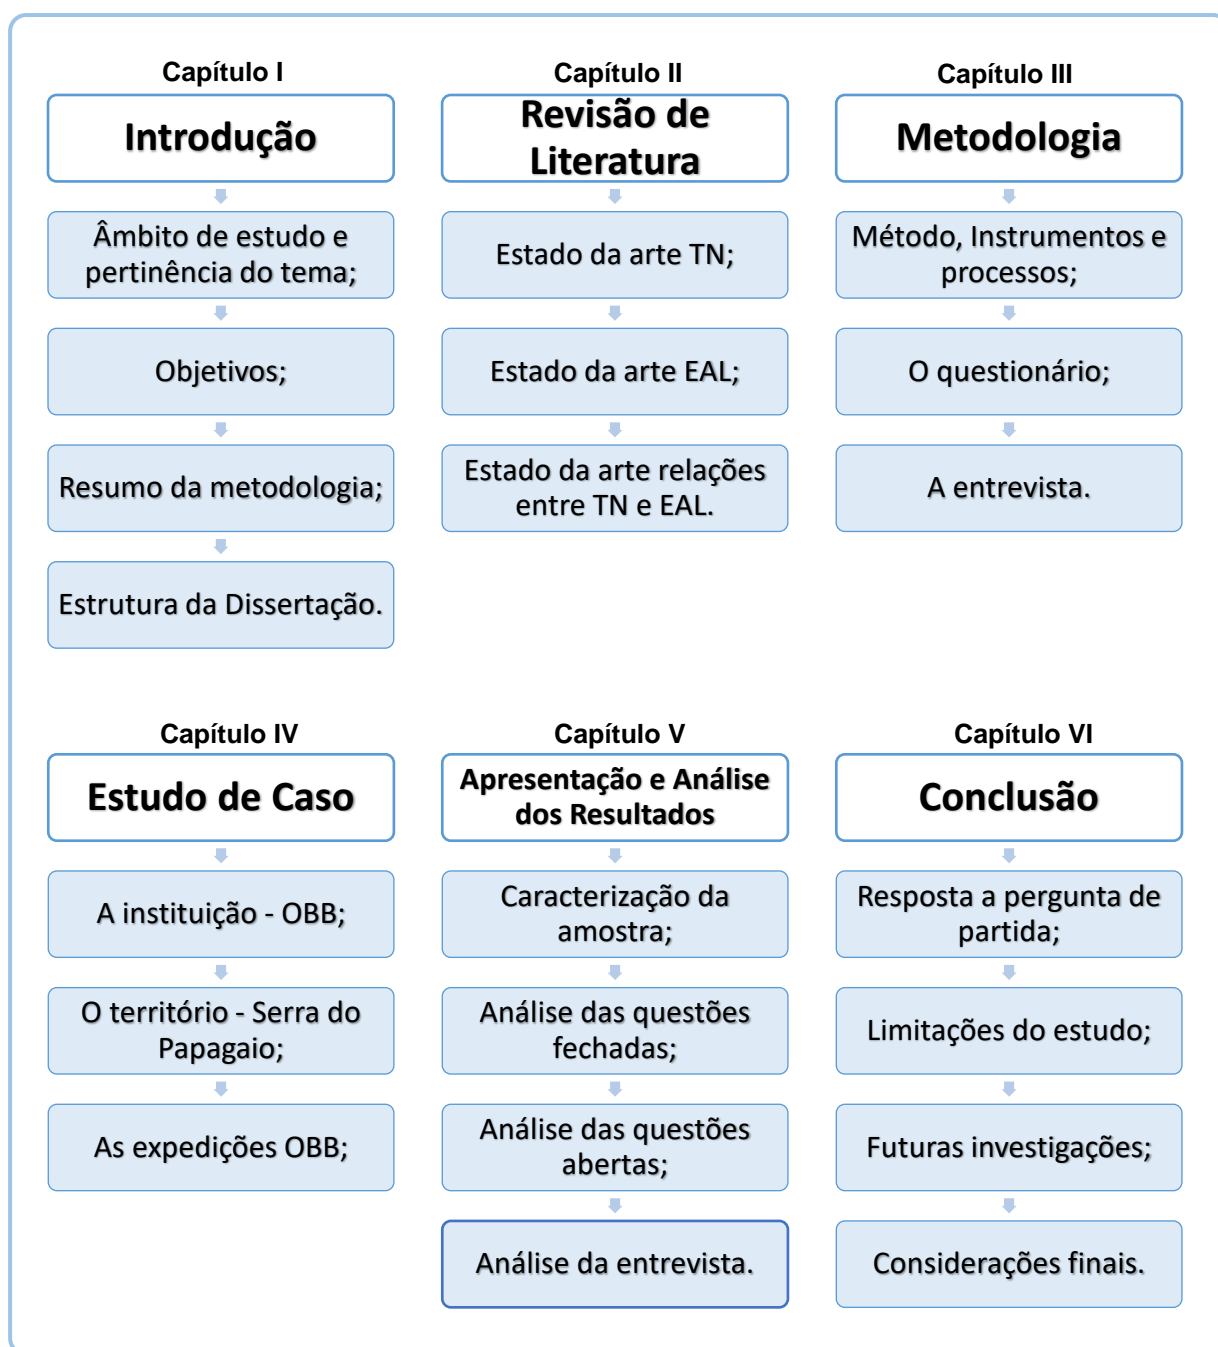 Capítulo I
Introdução
Âmbito de estudo e
pertinência do tema;
Objetivos;
Resumo da metodologia;
Estrutura da Dissertação.
Capítulo II
Revisão de
Literatura
Estado da arte TN;
Estado da arte EAL;
Estado da arte relações
entre TN e EAL.
Capítulo III
Metodologia
Método, Instrumentos e
processos;
O questionário;
A entrevista.
Capítulo IV
Estudo de Caso
A instituição - OBB;
O território - Serra do
Papagaio;
As expedições OBB;
Capítulo V
Apresentação e Análise
dos Resultados
Caracterização da
amostra;
Análise das questões
fechadas;
Análise das questões
abertas;
Análise da entrevista.
Capítulo VI
Conclusão
Resposta a pergunta de
partida;
Limitações do estudo;
Futuras investigações;
Considerações finais.